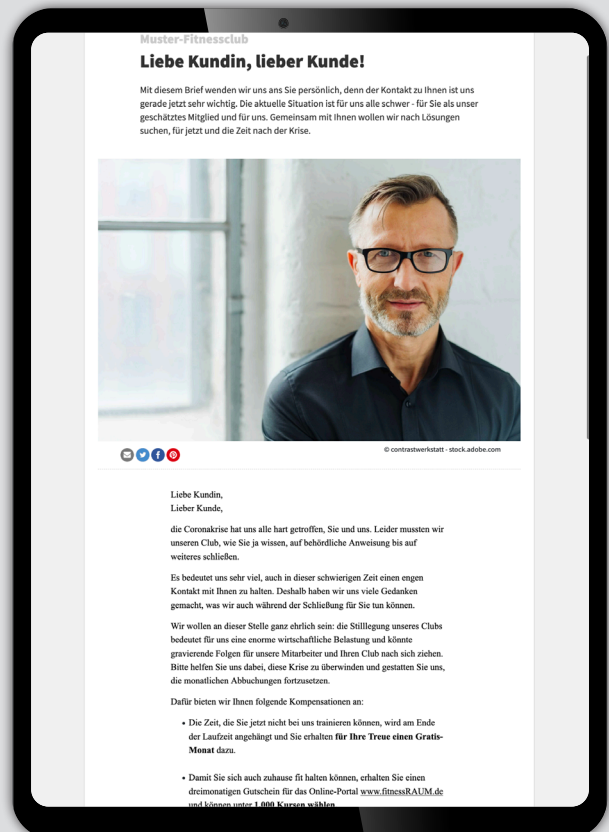 Muster-Fitnessclub
Liebe Kundin, lieber Kunde!
Mit diesem Brief wenden wir uns ans Sie persönlich, denn der Kontakt zu Ihnen ist uns
gerade jetzt sehr wichtig. Die aktuelle Situation ist für uns alle schwer - für Sie als unser
geschätztes Mitglied und für uns. Gemeinsam mit Ihnen wollen wir nach Lösungen
suchen, für jetzt und die Zeit nach der Krise.
© contrastwerkstatt - stock.adobe.com
Liebe Kundin,
Lieber Kunde,
die Coronakrise hat uns alle hart getroffen, Sie und uns. Leider mussten wir
unseren Club, wie Sie ja wissen, auf behördliche Anweisung bis auf
weiteres schließen.
Es bedeutet uns sehr viel, auch in dieser schwierigen Zeit einen engen
Kontakt mit Ihnen zu halten. Deshalb haben wir uns viele Gedanken
gemacht, was wir auch während der Schließung für Sie tun können.
Wir wollen an dieser Stelle ganz ehrlich sein: die Stilllegung unseres Clubs
bedeutet für uns eine enorme wirtschaftliche Belastung und könnte
gravierende Folgen für unsere Mitarbeiter und Ihren Club nach sich ziehen.
Bitte helfen Sie uns dabei, diese Krise zu überwinden und gestatten Sie uns,
die monatlichen Abbuchungen fortzusetzen.
Dafür bieten wir Ihnen folgende Kompensationen an:
• Die Zeit, die Sie jetzt nicht bei uns trainieren können, wird am Ende
der Laufzeit angehängt und Sie erhalten für Ihre Treue einen Gratis-
Monat dazu.
• Damit Sie sich auch zuhause fit halten können, erhalten Sie einen
dreimonatigen Gutschein für das Online-Portal www.fitnessRAUM.de
und können unter 1.000 Kursen wählen